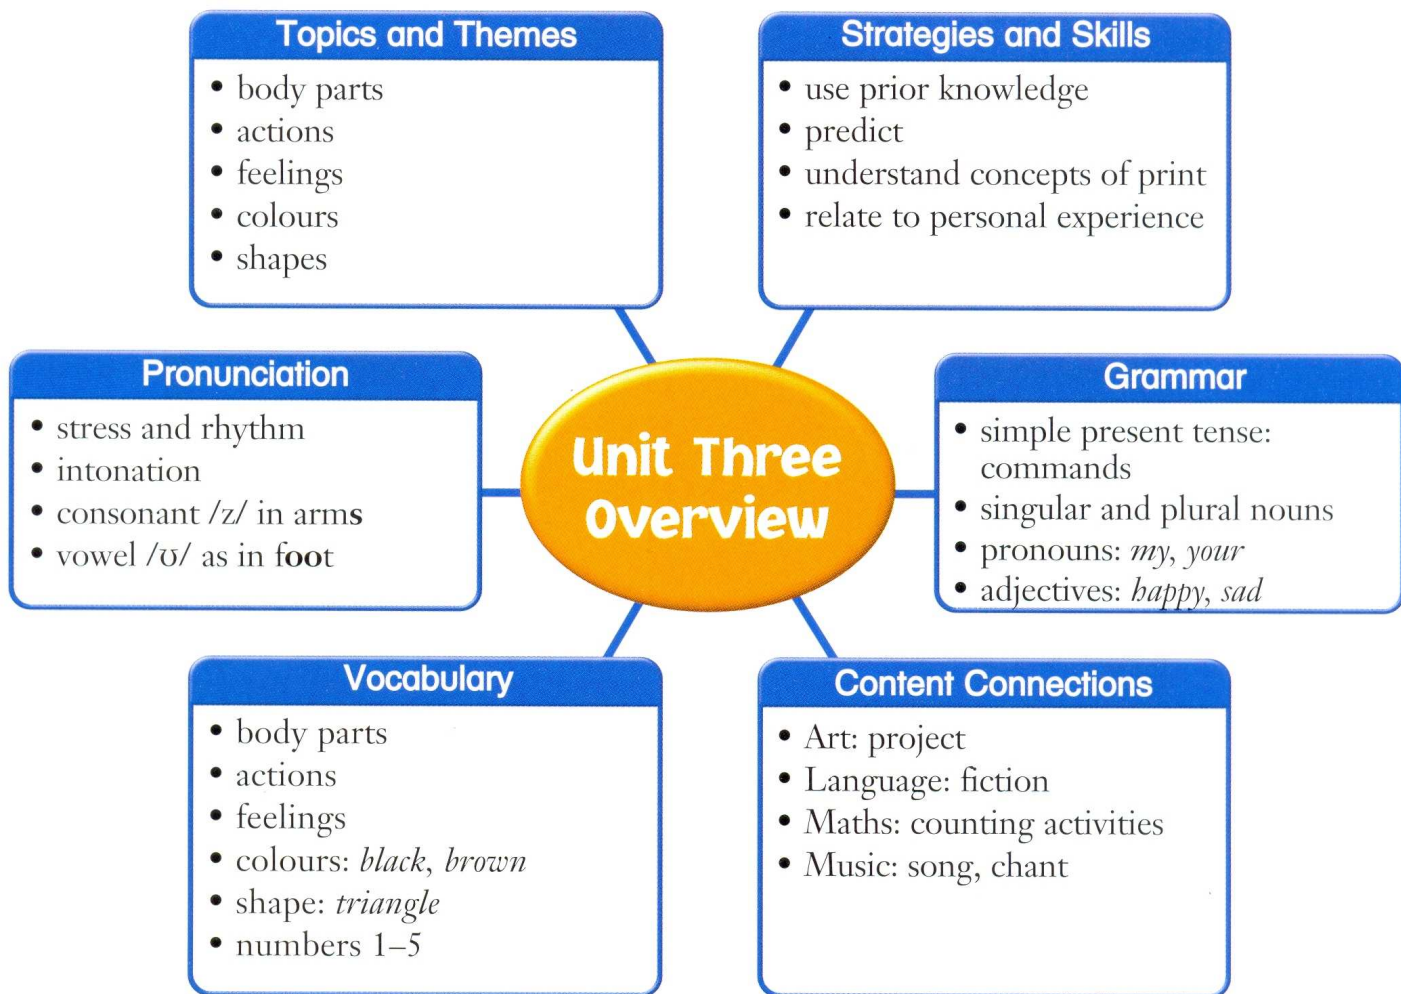 Topics and Themes
• body parts
• actions
• feelings
• colours
• shapes
Strategies and Skills
• use prior knowledge
• predict
• understand concepts of print
• relate to personal experience
Pronunciation
• stress and rhythm
• intonation
• consonant /z/ in arms
• vowel /ʊ/ as in foot
Unit Three
Overview
Grammar
• simple present tense:
commands
• singular and plural nouns
• pronouns: my, your
• adjectives: happy, sad
Vocabulary
• body parts
• actions
• feelings
• colours: black, brown
• shape: triangle
• numbers 1–5
Content Connections
• Art: project
• Language: fiction
• Maths: counting activities
• Music: song, chant